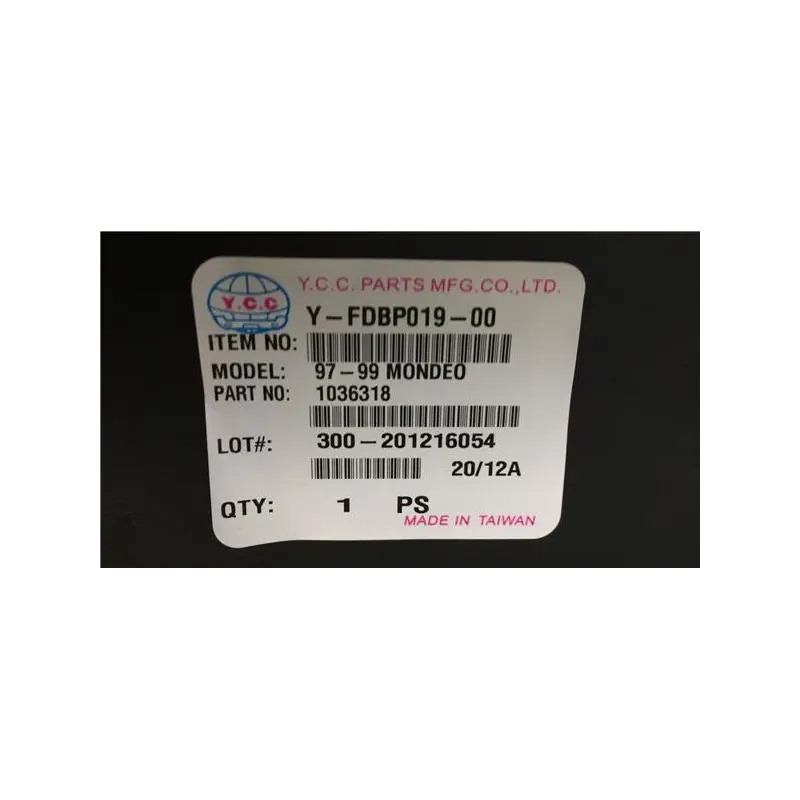 Y.C.C
Y.C.C. PARTS MFG.CO.,LTD.
Y-FDBP019-00
ITEM NO:
MODEL: 97-99 MONDEO
PART NO: 1036318
LOT#: 300-201216054
20/12A
QTY: 1 PS
MADE IN TAIWAN